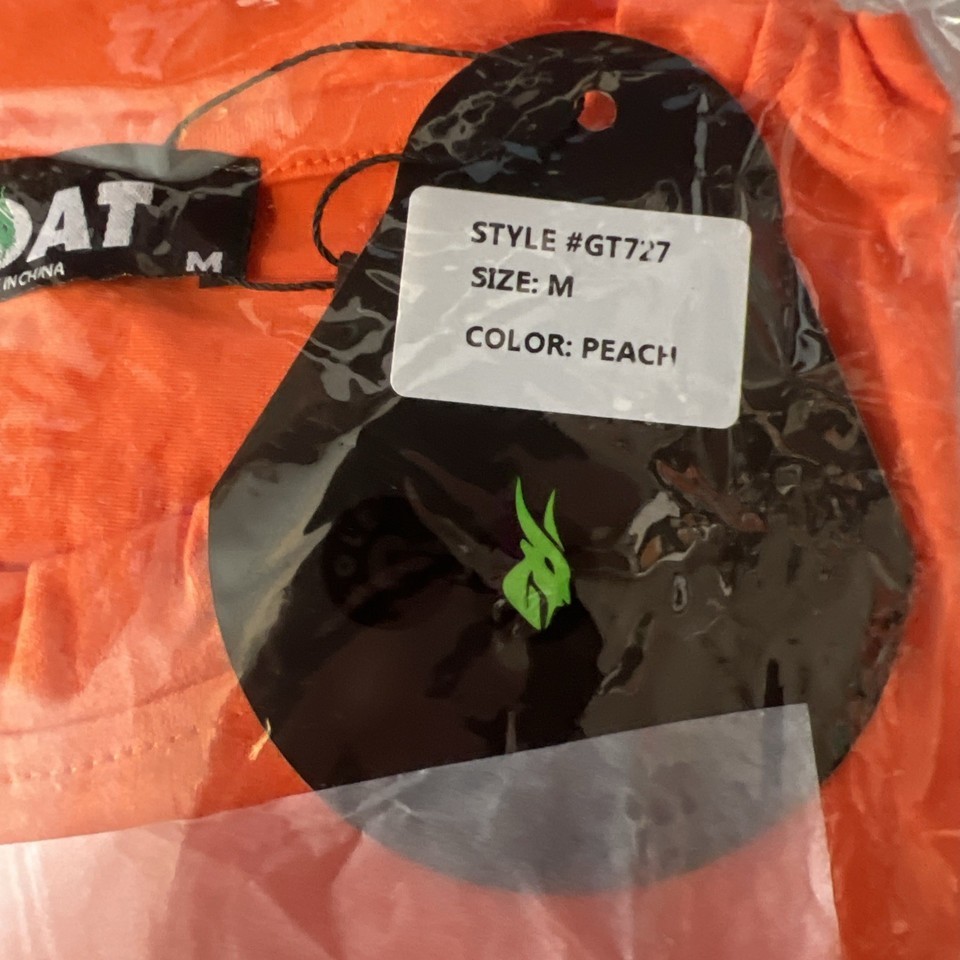 OAT
IN CHINA
M
STYLE #GT727
SIZE: M
COLOR: PEACH